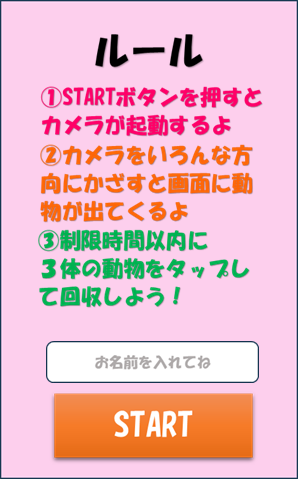 ルール
①STARTボタンを押すと
カメラが起動するよ
②カメラをいろんな方
向にかざすと画面に動
物が出てくるよ
③制限時間以内に
３体の動物をタップし
て回収しよう！
お名前を入れてね
START